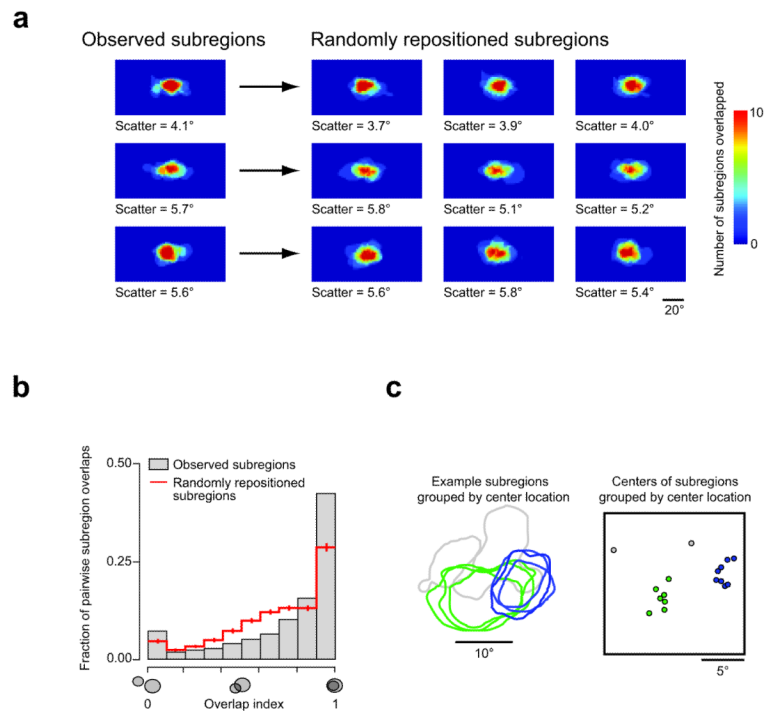 a
Observed subregions
Randomly repositioned subregions
Scatter = 4.1°
Scatter = 3.7°
Scatter = 3.9°
Scatter = 4.0°
Scatter = 5.7°
Scatter = 5.8°
Scatter = 5.1°
Scatter = 5.2°
Scatter = 5.6°
Scatter = 5.6°
Scatter = 5.8°
Scatter = 5.4°
20°
Number of subregions overlapped
10
0
b
Fraction of pairwise subregion overlaps
0.50
0.25
0.00
Observed subregions
Randomly repositioned
subregions
0
Overlap index
1
c
Example subregions
grouped by center location
10°
Centers of subregions
grouped by center location
5°